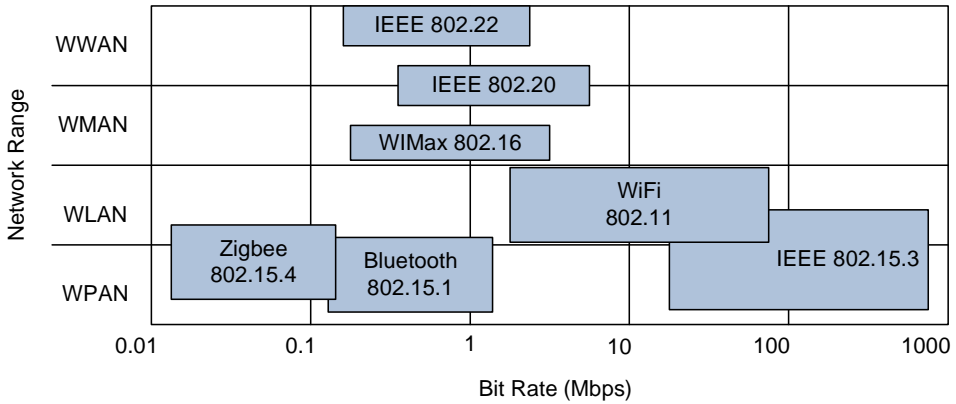 Network Range
WWAN
WMAN
WLAN
WPAN
IEEE 802.22
IEEE 802.20
WIMax 802.16
WiFi
802.11
IEEE 802.15.3
Zigbee
802.15.4
Bluetooth
802.15.1
0.01
0.1
1
10
100
1000
Bit Rate (Mbps)